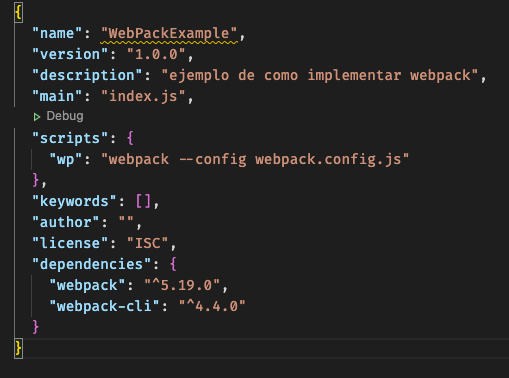 {
"name": "WebPackExample",
"version": "1.0.0",
"description": "ejemplo de como implementar webpack",
"main": "index.js",
Debug
"scripts": {
"wp": "webpack --config webpack.config.js"
},
"keywords": [],
"author": "",
"license": "ISC",
"dependencies": {
"webpack": "^5.19.0",
"webpack-cli": "^4.4.0"
}
}